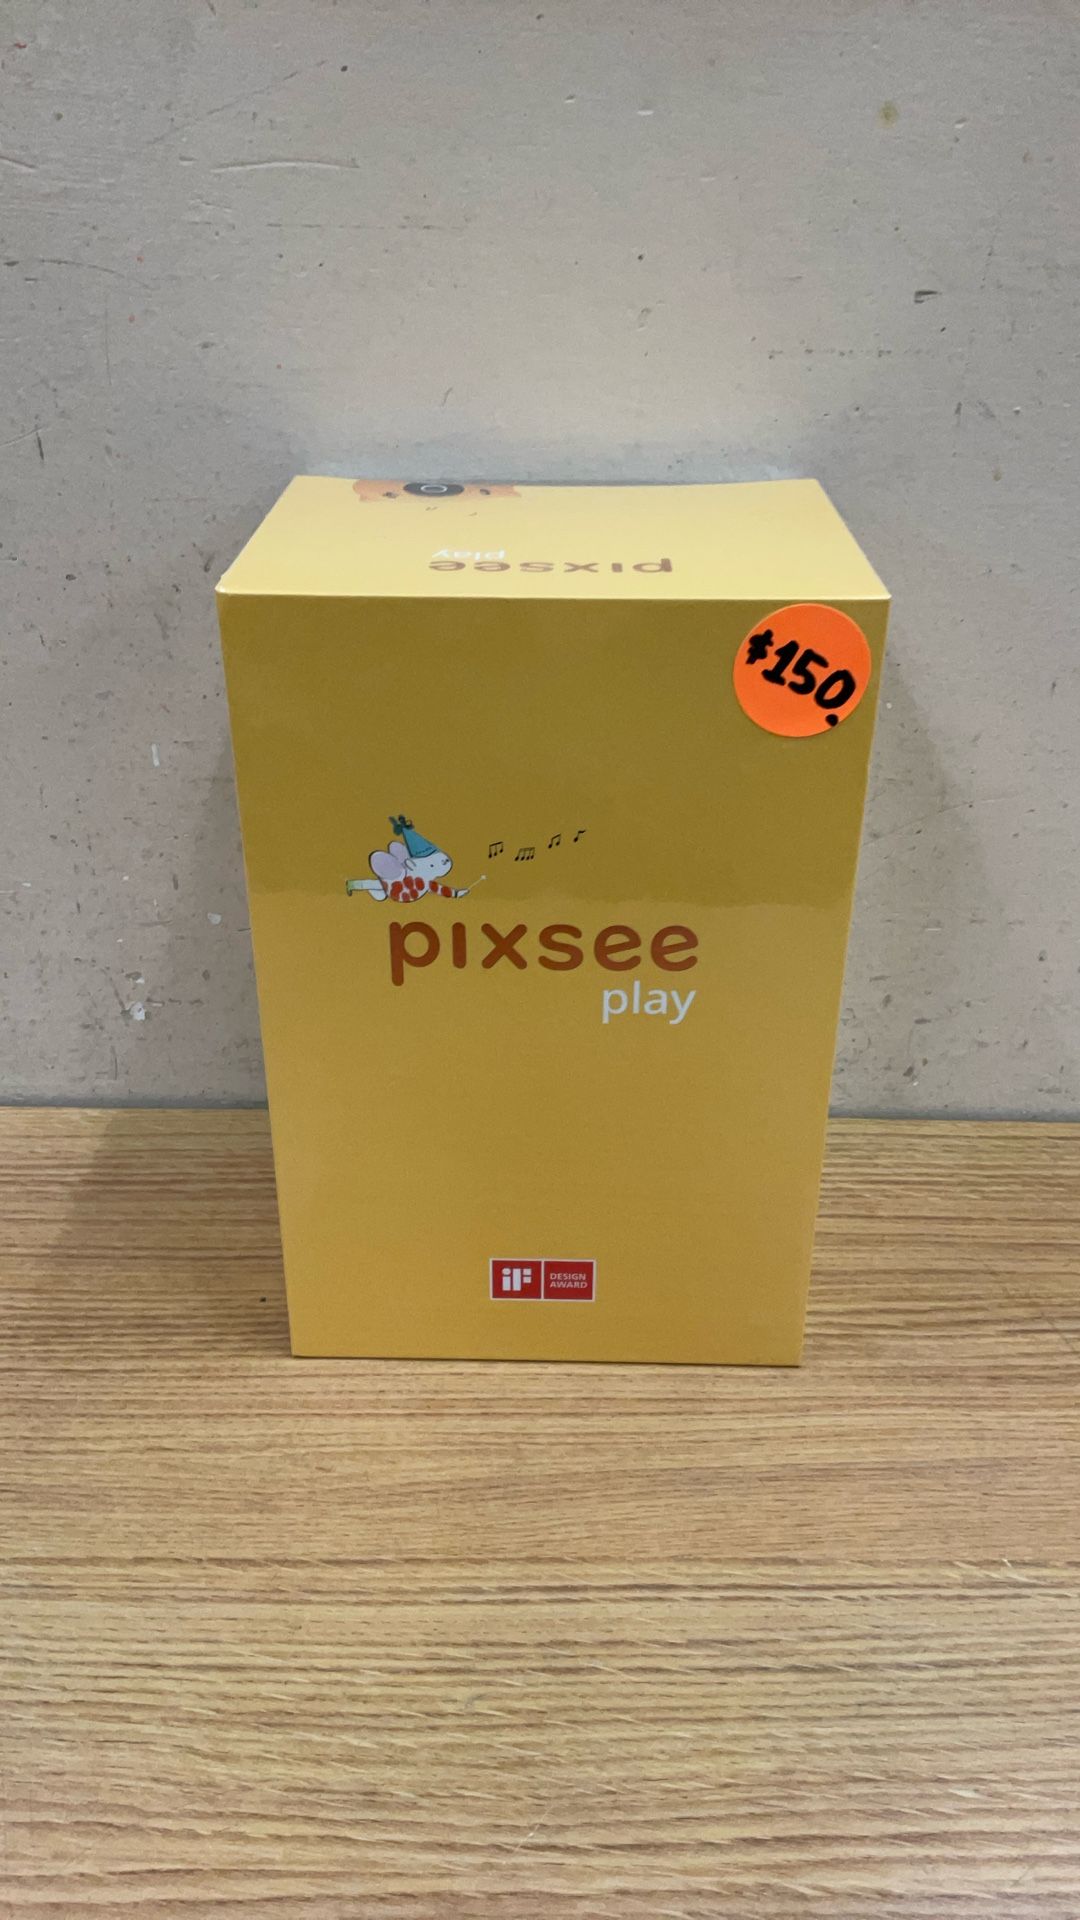 pixsee
play
$150.
pixsee
play
iF DESIGN
AWARD